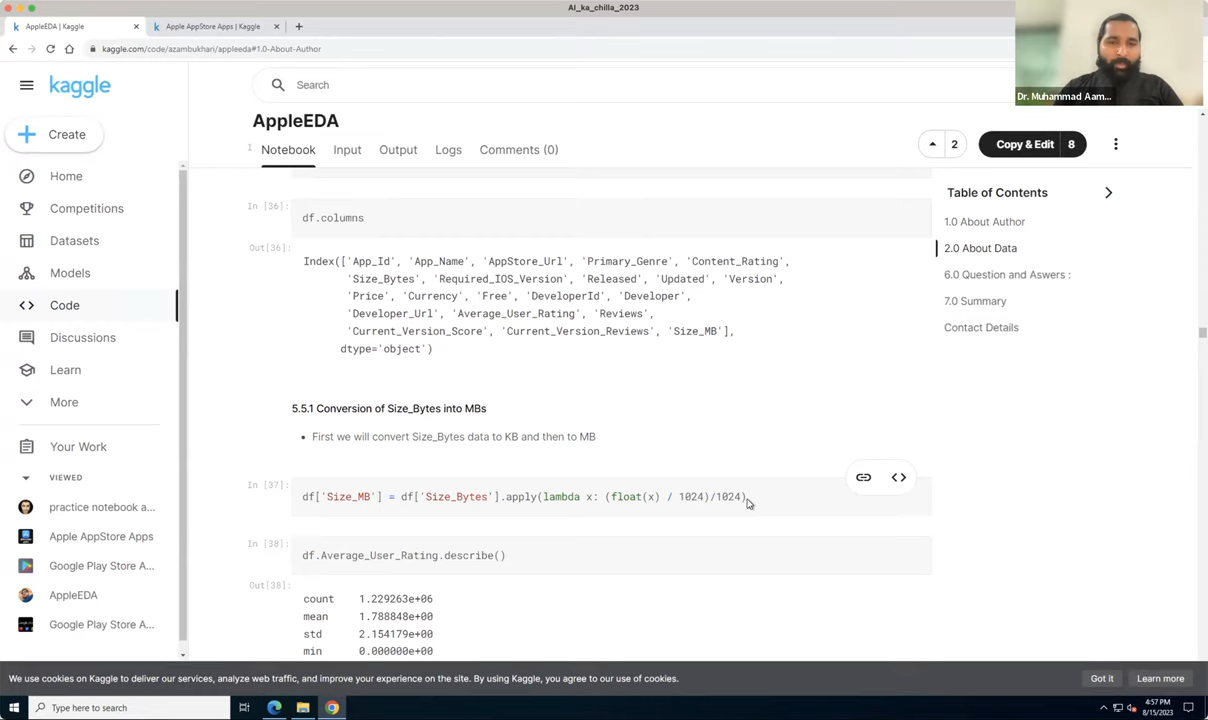 AI_ka_chilla_2023
AppleEDA | Kaggle
Apple AppStore Apps | Kaggle
kaggle.com/code/azambukhari/appleeda#1.0-About-Author
Dr. Muhammad Aam...
kaggle
Search
Create
Home
Competitions
Datasets
Models
Code
Discussions
Learn
More
Your Work
VIEWED
practice notebook a...
Apple AppStore Apps
Google Play Store A...
AppleEDA
Google Play Store A...
AppleEDA
2
Copy & Edit 8
Notebook Input Output Logs Comments (0)
Table of Contents
1.0 About Author
2.0 About Data
6.0 Question and Aswers :
7.0 Summary
Contact Details
In [36]:
df.columns
Out[36]:
Index(['App_Id', 'App_Name', 'AppStore_Url', 'Primary_Genre', 'Content_Rating',
'Size_Bytes', 'Required_IOS_Version', 'Released', 'Updated', 'Version',
'Price', 'Currency', 'Free', 'DeveloperId', 'Developer',
'Developer_Url', 'Average_User_Rating', 'Reviews',
'Current_Version_Score', 'Current_Version_Reviews', 'Size_MB'],
dtype='object')
5.5.1 Conversion of Size_Bytes into MBs
• First we will convert Size_Bytes data to KB and then to MB
In [37]:
df['Size_MB'] = df['Size_Bytes'].apply(lambda x: (float(x) / 1024)/1024)
In [38]:
df.Average_User_Rating.describe()
Out[38]:
count 1.229263e+06
mean 1.788848e+00
std 2.154179e+00
min 0.000000e+00
We use cookies on Kaggle to deliver our services, analyze web traffic, and improve your experience on the site. By using Kaggle, you agree to our use of cookies.
Got it
Learn more
Type here to search
4:57 PM
8/15/2023